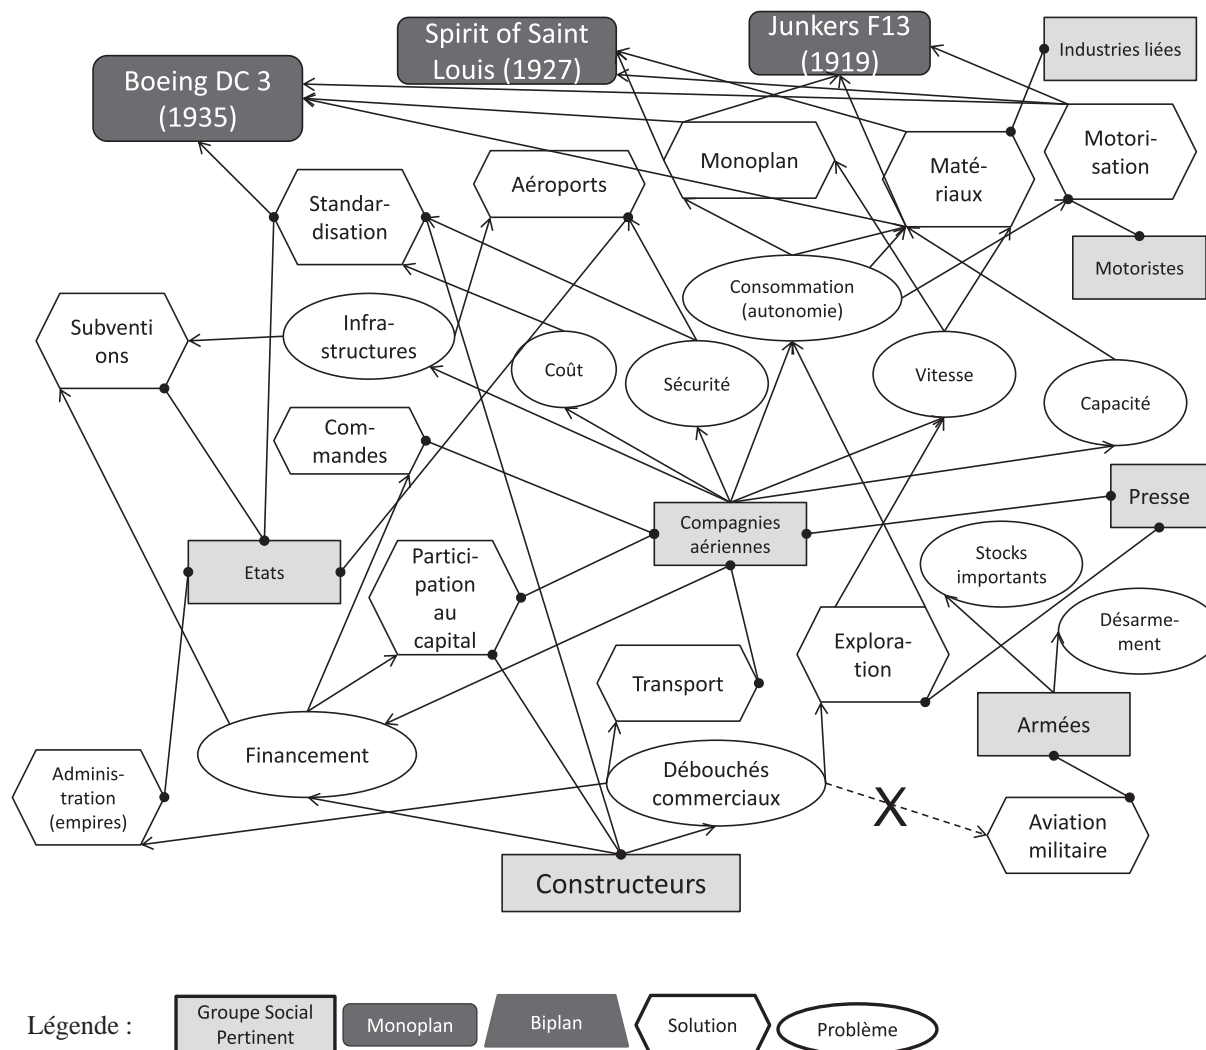 Junkers F13
(1919)
Spirit of Saint
Louis (1927)
Industries liées
Boeing DC 3
(1935)
Monoplan
Motori-
sation
Maté-
riaux
Aéroports
Standar-
disation
Motoristes
Consommation
(autonomie)
Infra-
structures
Subventi
ons
Coût
Sécurité
Vitesse
Capacité
Com-
mandes
Presse
Compagnies
aériennes
Etats
Partici-
pation
au
capital
Stocks
importants
Désarme-
ment
Explora-
tion
Transport
Armées
Financement
Débouchés
commerciaux
Adminis-
tration
(empires)
X
Aviation
militaire
Constructeurs
Légende :
Groupe Social
Pertinent
Monoplan
Biplan
Solution
Problème